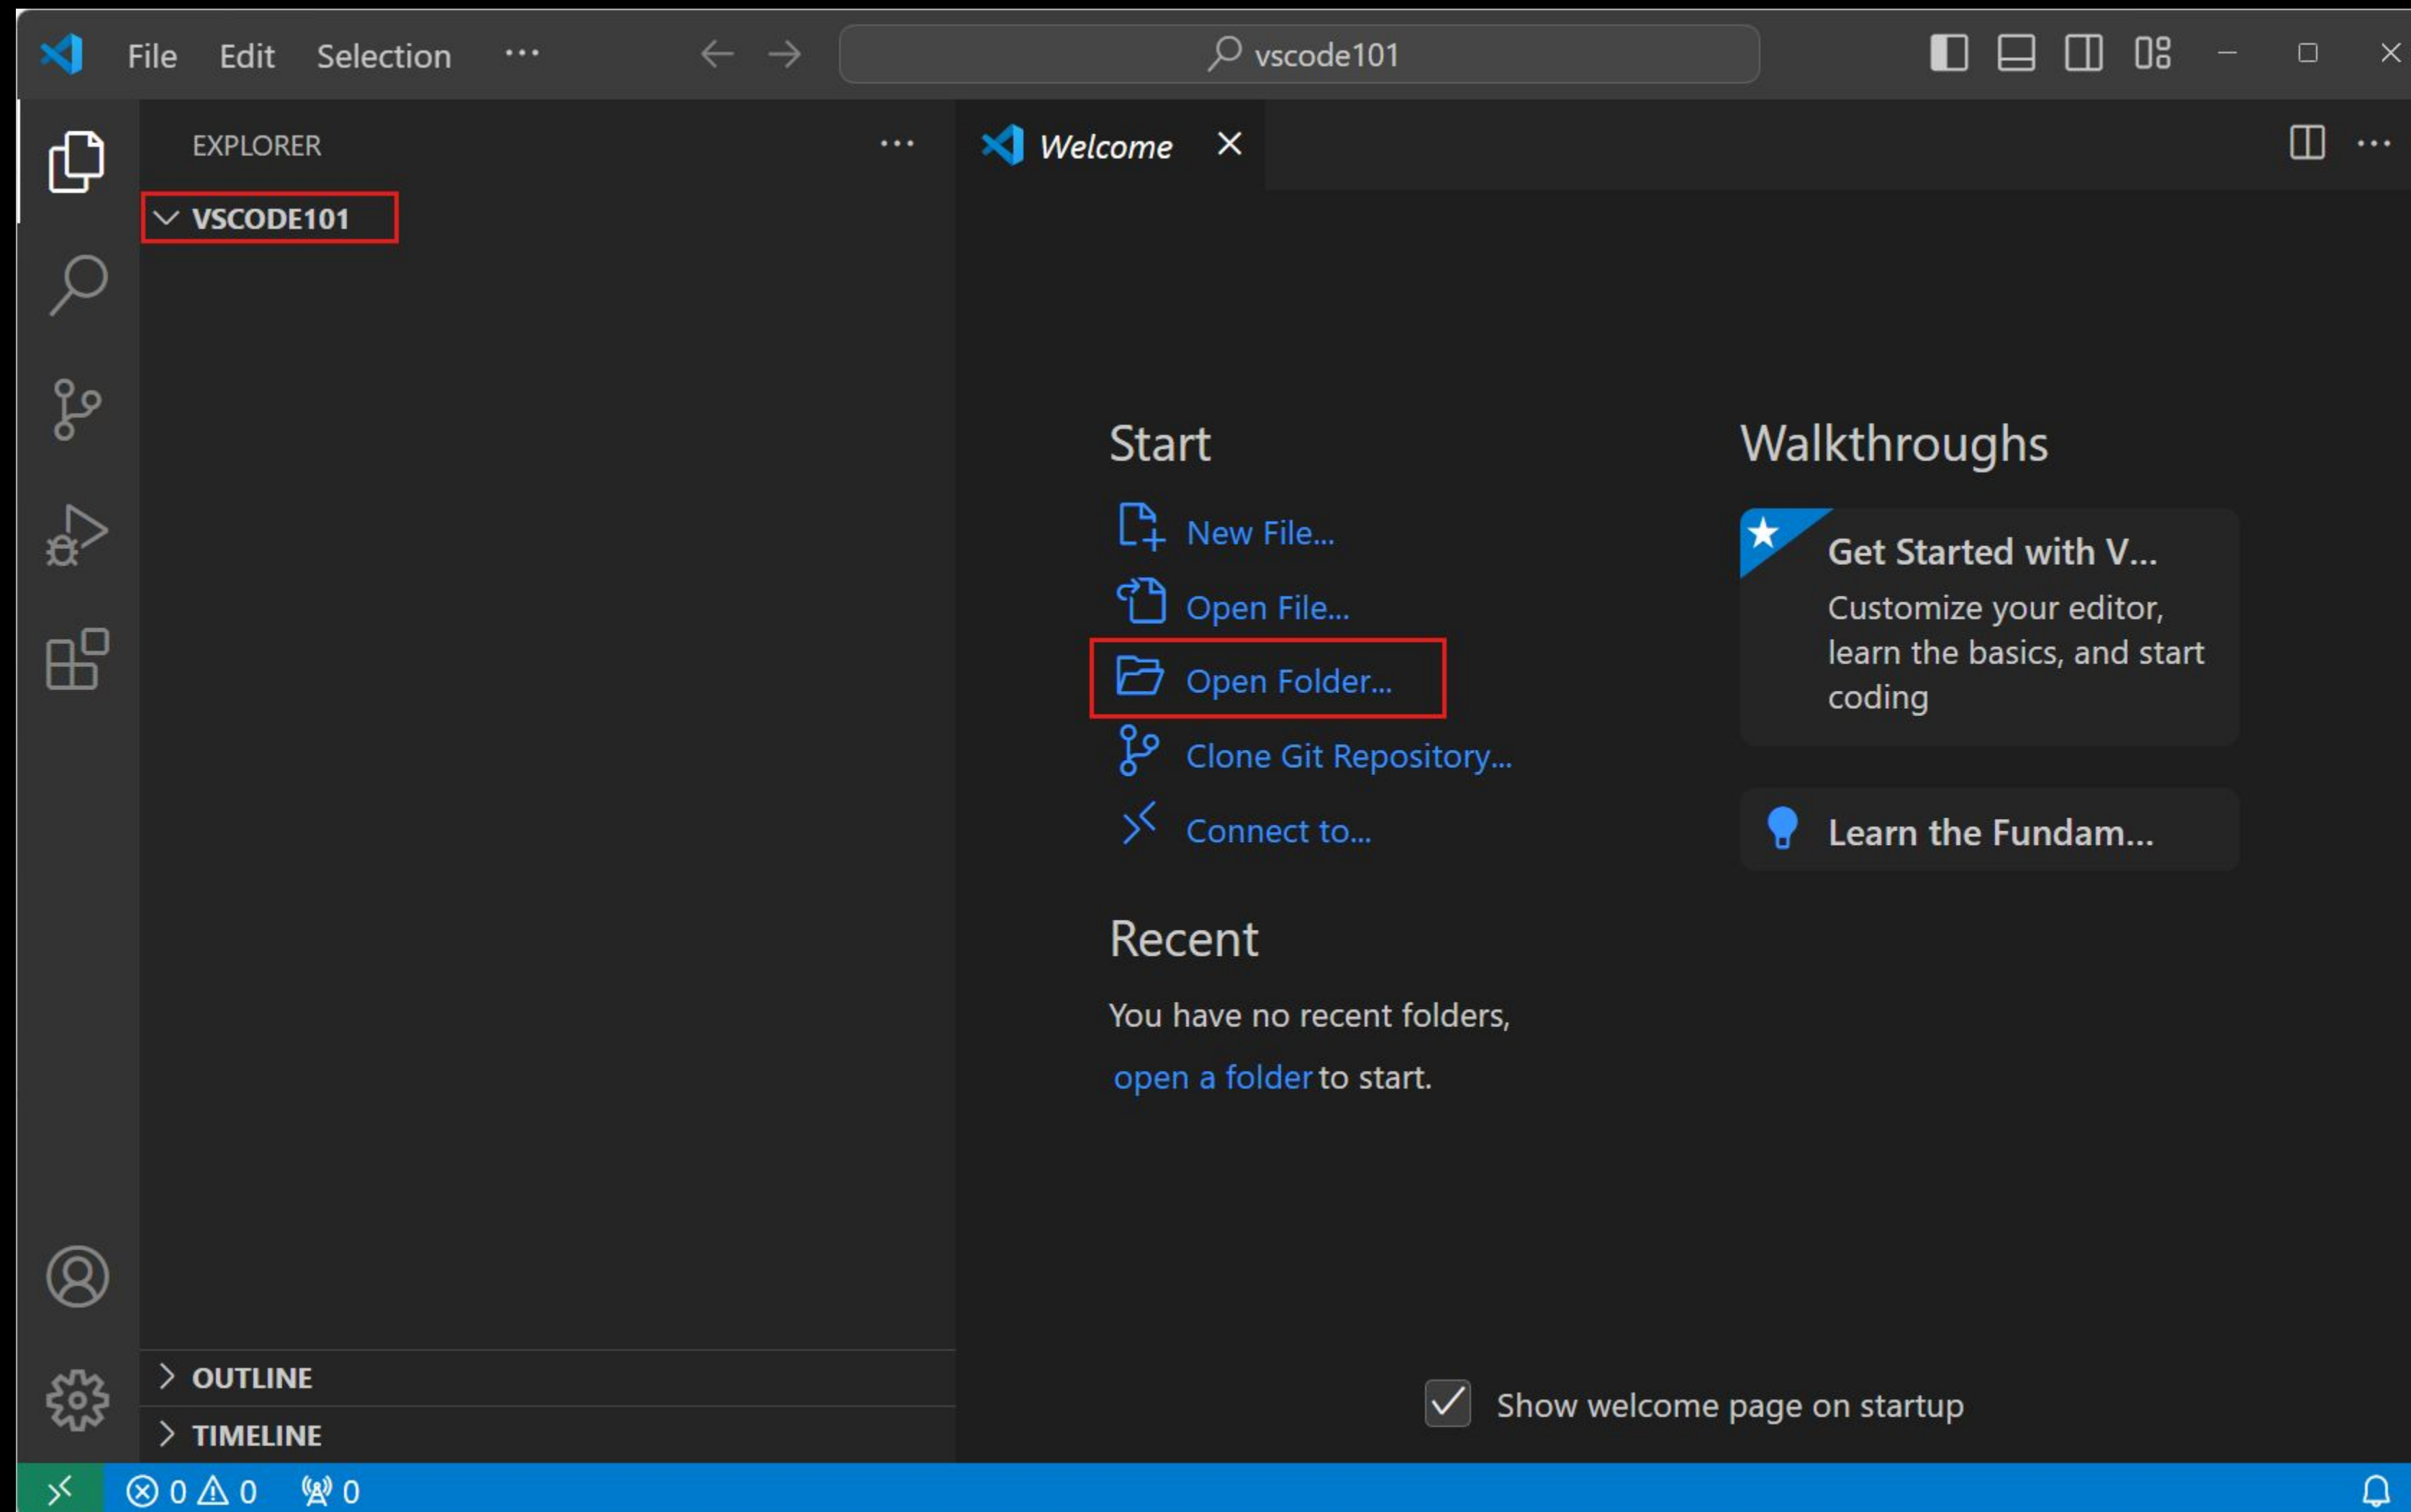 File Edit Selection ··· vscode101
EXPLORER ···
VSCODE101
OUTLINE
TIMELINE
Welcome
Start
New File...
Open File...
Open Folder...
Clone Git Repository...
Connect to...
Recent
You have no recent folders,
open a folder to start.
Walkthroughs
Get Started with V...
Customize your editor,
learn the basics, and start
coding
Learn the Fundam...
Show welcome page on startup
0 0 0